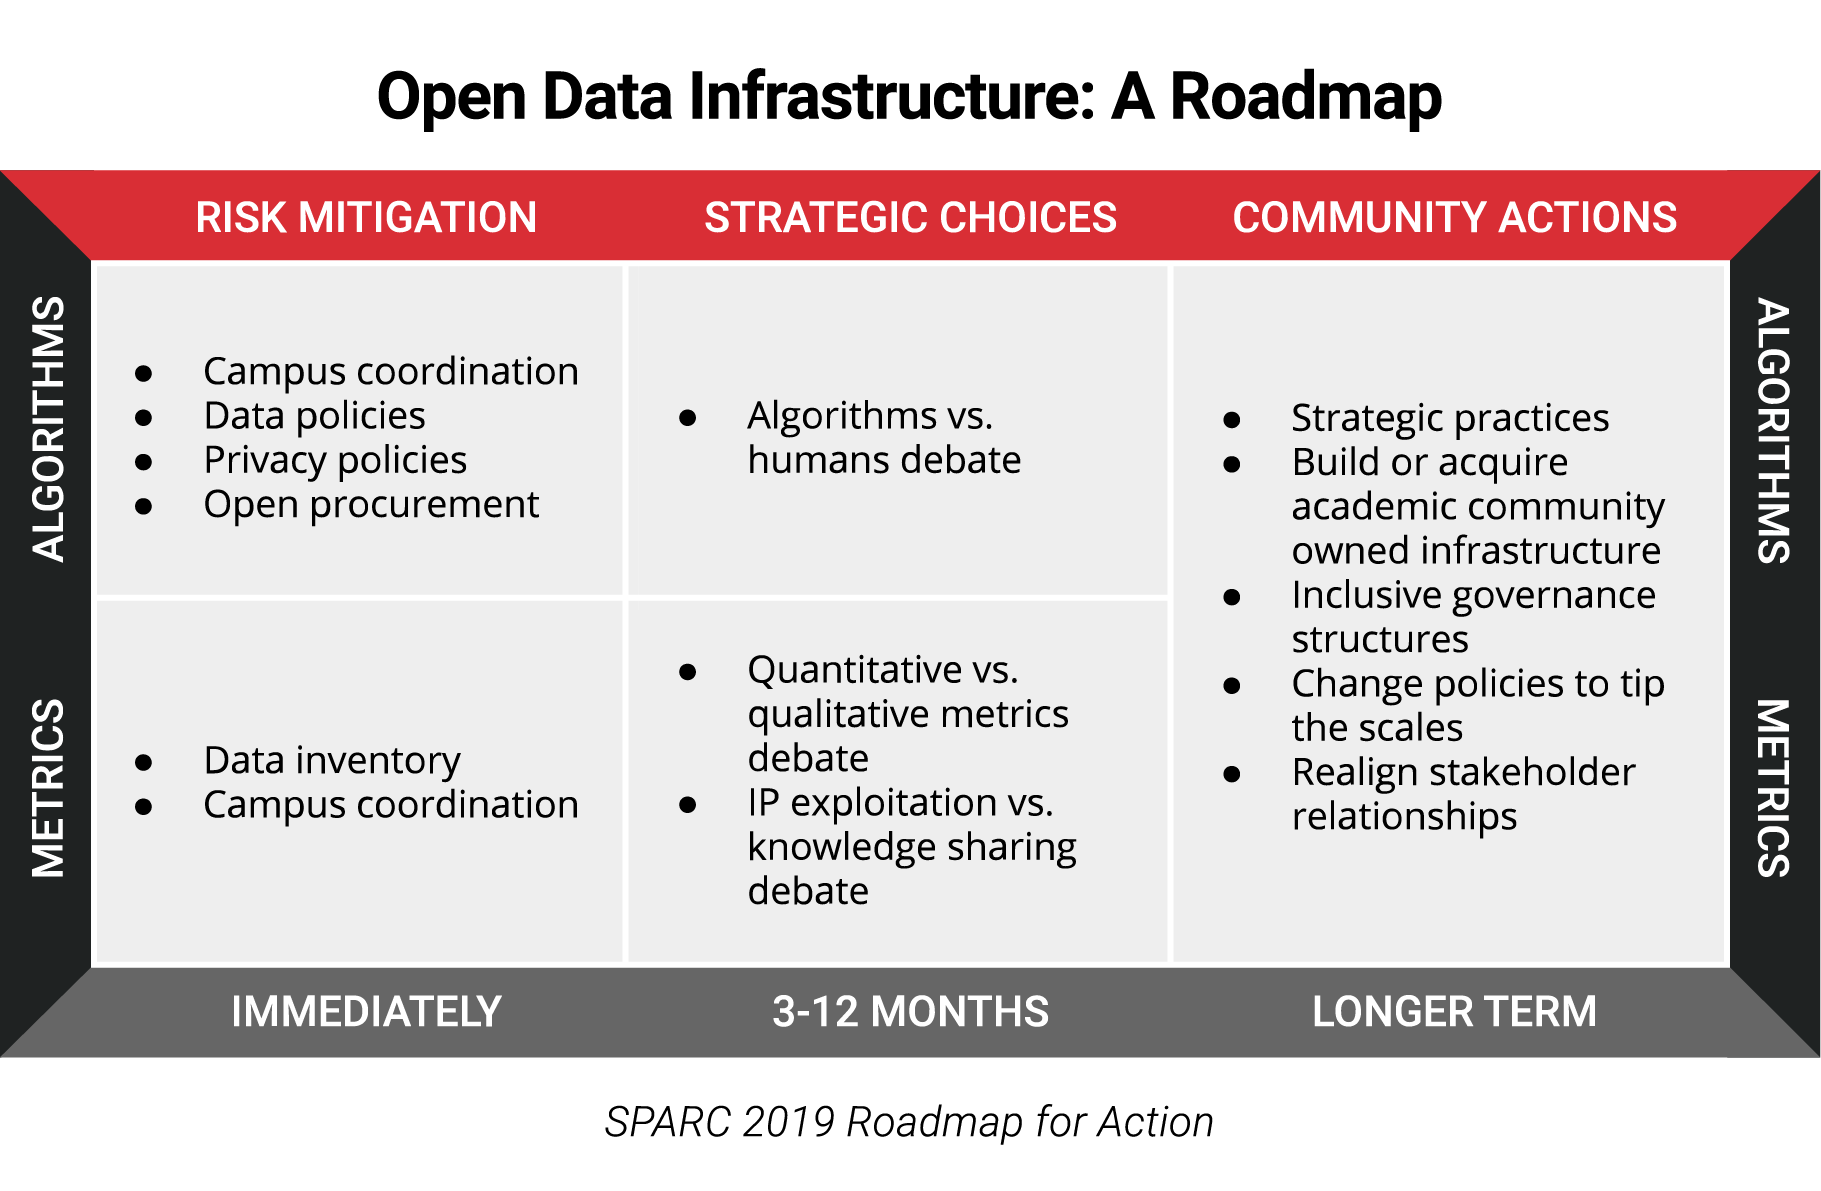 Open Data Infrastructure: A Roadmap
RISK MITIGATION
STRATEGIC CHOICES
COMMUNITY ACTIONS
ALGORITHMS
● Campus coordination
● Data policies
● Privacy policies
● Open procurement
● Algorithms vs.
humans debate
● Strategic practices
● Build or acquire
academic community
owned infrastructure
● Inclusive governance
structures
● Change policies to tip
the scales
● Realign stakeholder
relationships
ALGORITHMS
METRICS
● Data inventory
● Campus coordination
● Quantitative vs.
qualitative metrics
debate
● IP exploitation vs.
knowledge sharing
debate
METRICS
IMMEDIATELY
3-12 MONTHS
LONGER TERM
SPARC 2019 Roadmap for Action